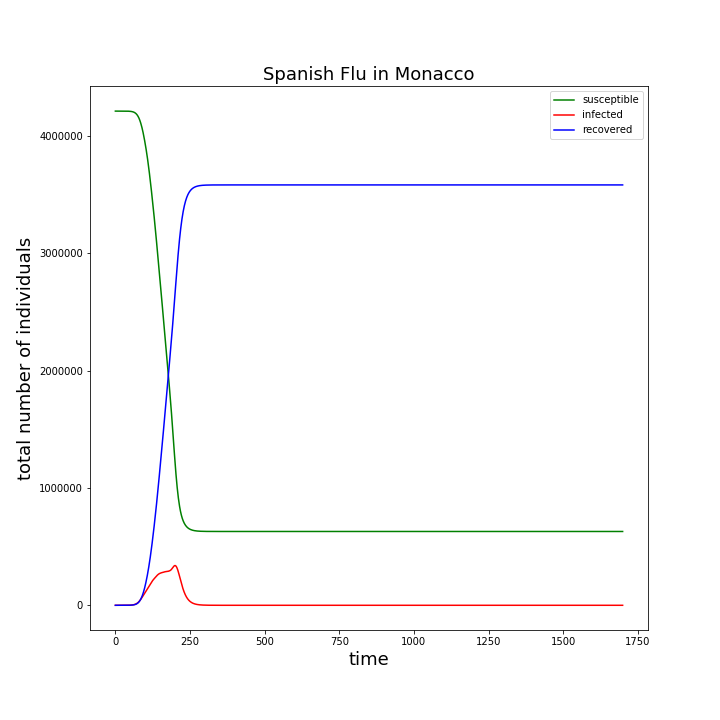 Spanish Flu in Monacco
susceptible
infected
recovered
total number of individuals
4000000
3000000
2000000
1000000
0
0 250 500 750 1000 1250 1500 1750
time